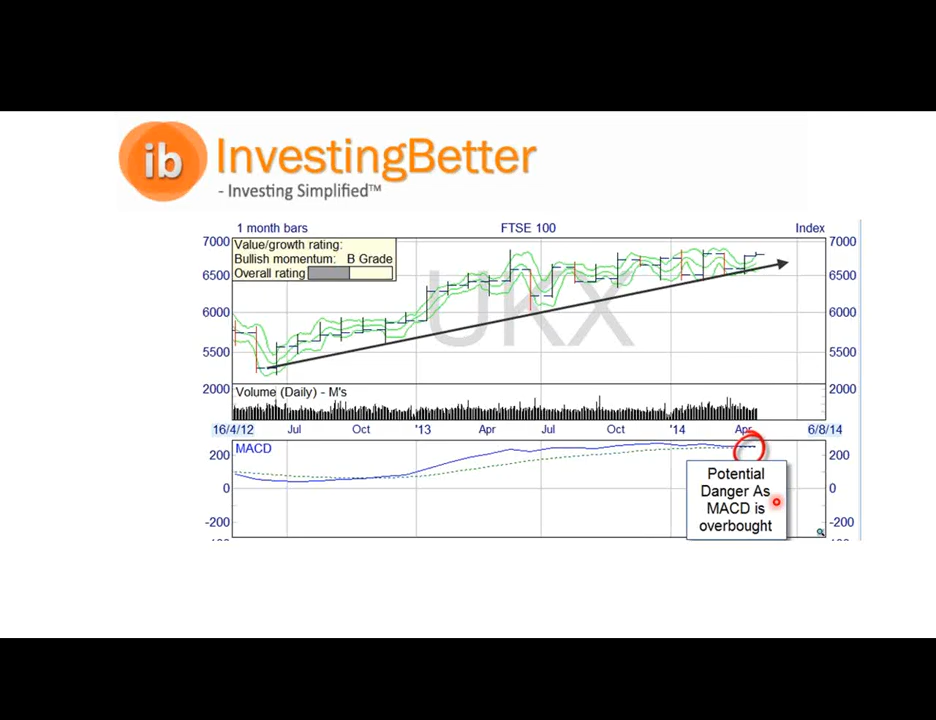 ib InvestingBetter
- Investing Simplified™
1 month bars FTSE 100 Index
7000 7000
Value/growth rating:
Bullish momentum: B Grade
Overall rating
6500 6500
UKX
6000 6000
5500 5500
2000 Volume (Daily) - M's 2000
16/4/12 Jul Oct '13 Apr Jul Oct '14 Apr 6/8/14
MACD
200 200
Potential
Danger As
MACD is
overbought
0 0
-200 -200